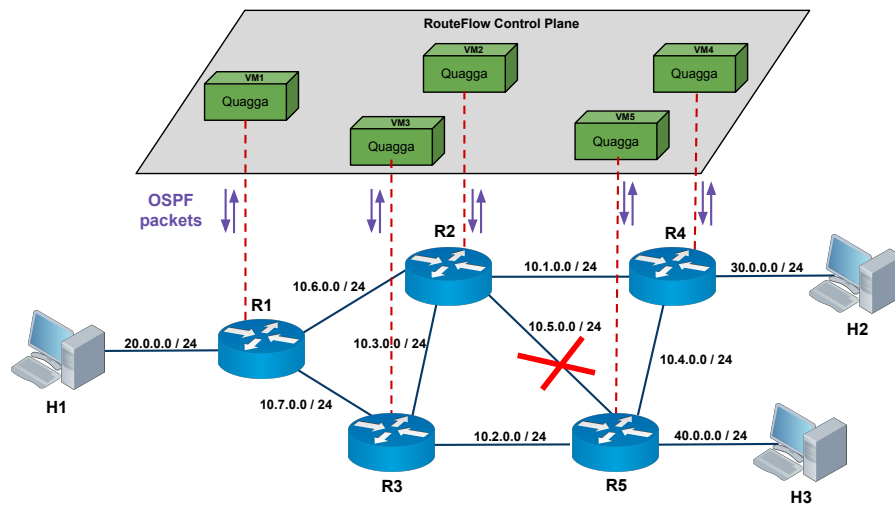 RouteFlow Control Plane
VM1
Quagga
VM2
Quagga
VM4
Quagga
VM3
Quagga
VM5
Quagga
OSPF
packets
R2
R4
10.6.0.0 / 24
10.1.0.0 / 24
30.0.0.0 / 24
R1
H2
10.3.0.0 / 24
10.5.0.0 / 24
20.0.0.0 / 24
10.4.0.0 / 24
H1
10.7.0.0 / 24
10.2.0.0 / 24
40.0.0.0 / 24
R3
R5
H3